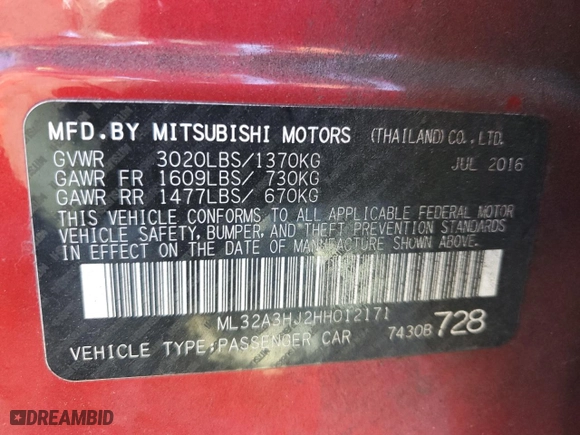 MFD.BY MITSUBISHI MOTORS (THAILAND)CO.,LTD.
GVWR 3020LBS/1370KG JUL 2016
GAWR FR 1609LBS/ 730KG
GAWR RR 1477LBS/ 670KG
THIS VEHICLE CONFORMS TO ALL APPLICABLE FEDERAL MOTOR
VEHICLE SAFETY, BUMPER, AND THEFT PREVENTION STANDARDS
IN EFFECT ON THE DATE OF MANUFACTURE SHOWN ABOVE.
ML32A3HJ2HH012171
VEHICLE TYPE:PASSENGER CAR 7430B 728
DREAMBID